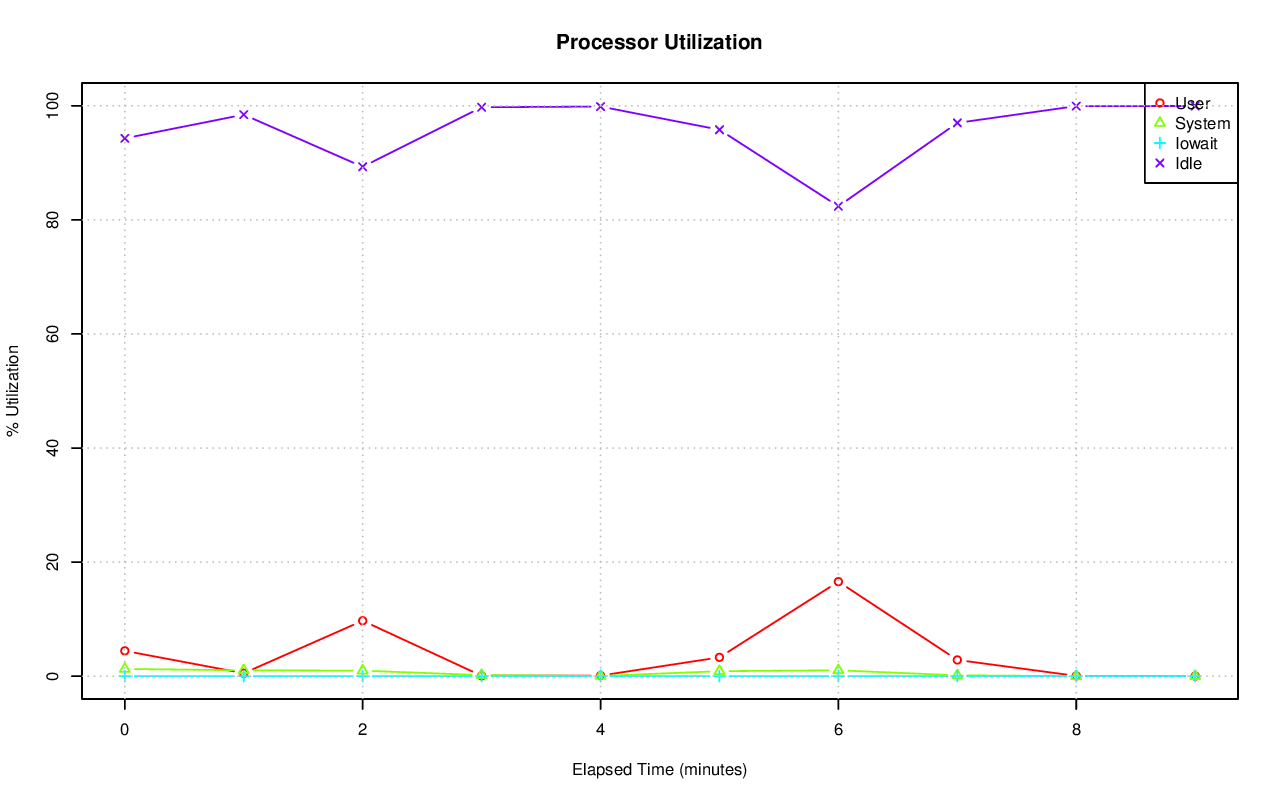 Processor Utilization
% Utilization
100
80
60
40
20
0
User
System
Iowait
Idle
0 2 4 6 8
Elapsed Time (minutes)